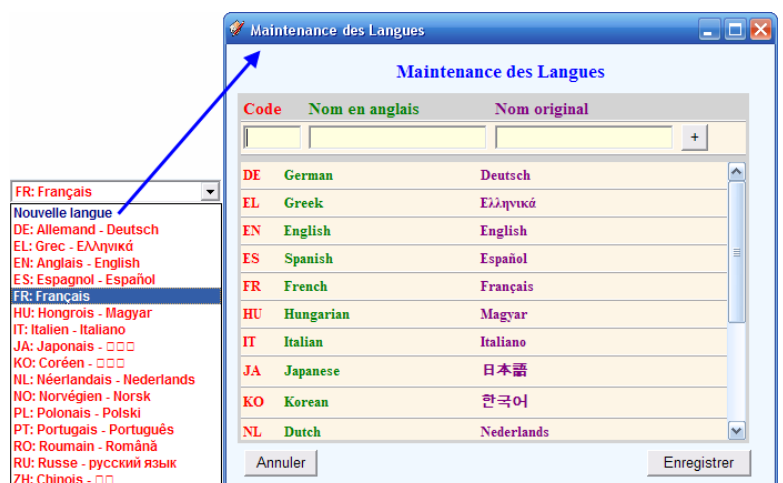 Maintenance des Langues
Maintenance des Langues
Code Nom en anglais Nom original
+
DE German Deutsch
EL Greek Ελληνικά
EN English English
ES Spanish Español
FR French Français
HU Hungarian Magyar
IT Italian Italiano
JA Japanese 日本語
KO Korean 한국어
NL Dutch Nederlands
Annuler Enregistrer
FR: Français
Nouvelle langue
DE: Allemand - Deutsch
EL: Grec - Ελληνικά
EN: Anglais - English
ES: Espagnol - Español
FR: Français
HU: Hongrois - Magyar
IT: Italien - Italiano
JA: Japonais - □□□
KO: Coréen - □□□
NL: Néerlandais - Nederlands
NO: Norvégien - Norsk
PL: Polonais - Polski
PT: Portugais - Português
RO: Roumain - Română
RU: Russe - русский язык
ZH: Chinois - □□